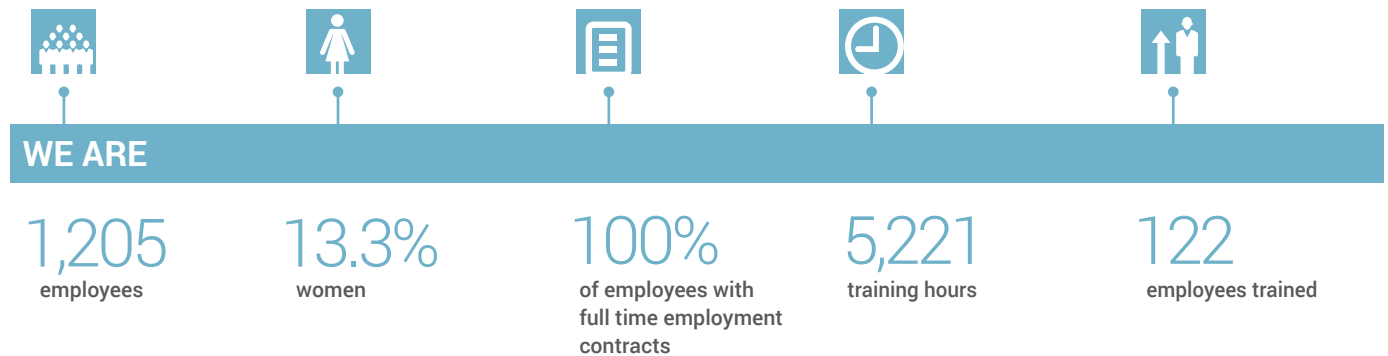 WE ARE
1,205
employees
13.3%
women
100%
of employees with
full time employment
contracts
5,221
training hours
122
employees trained